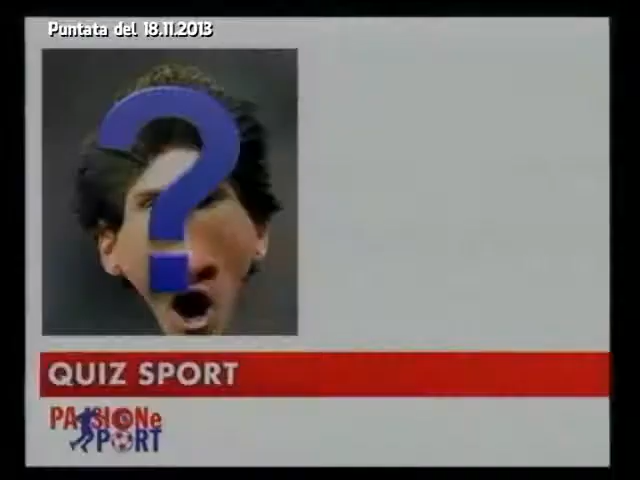 Puntata del 18.11.2013
?
QUIZ SPORT
PASSIONe
SPORT